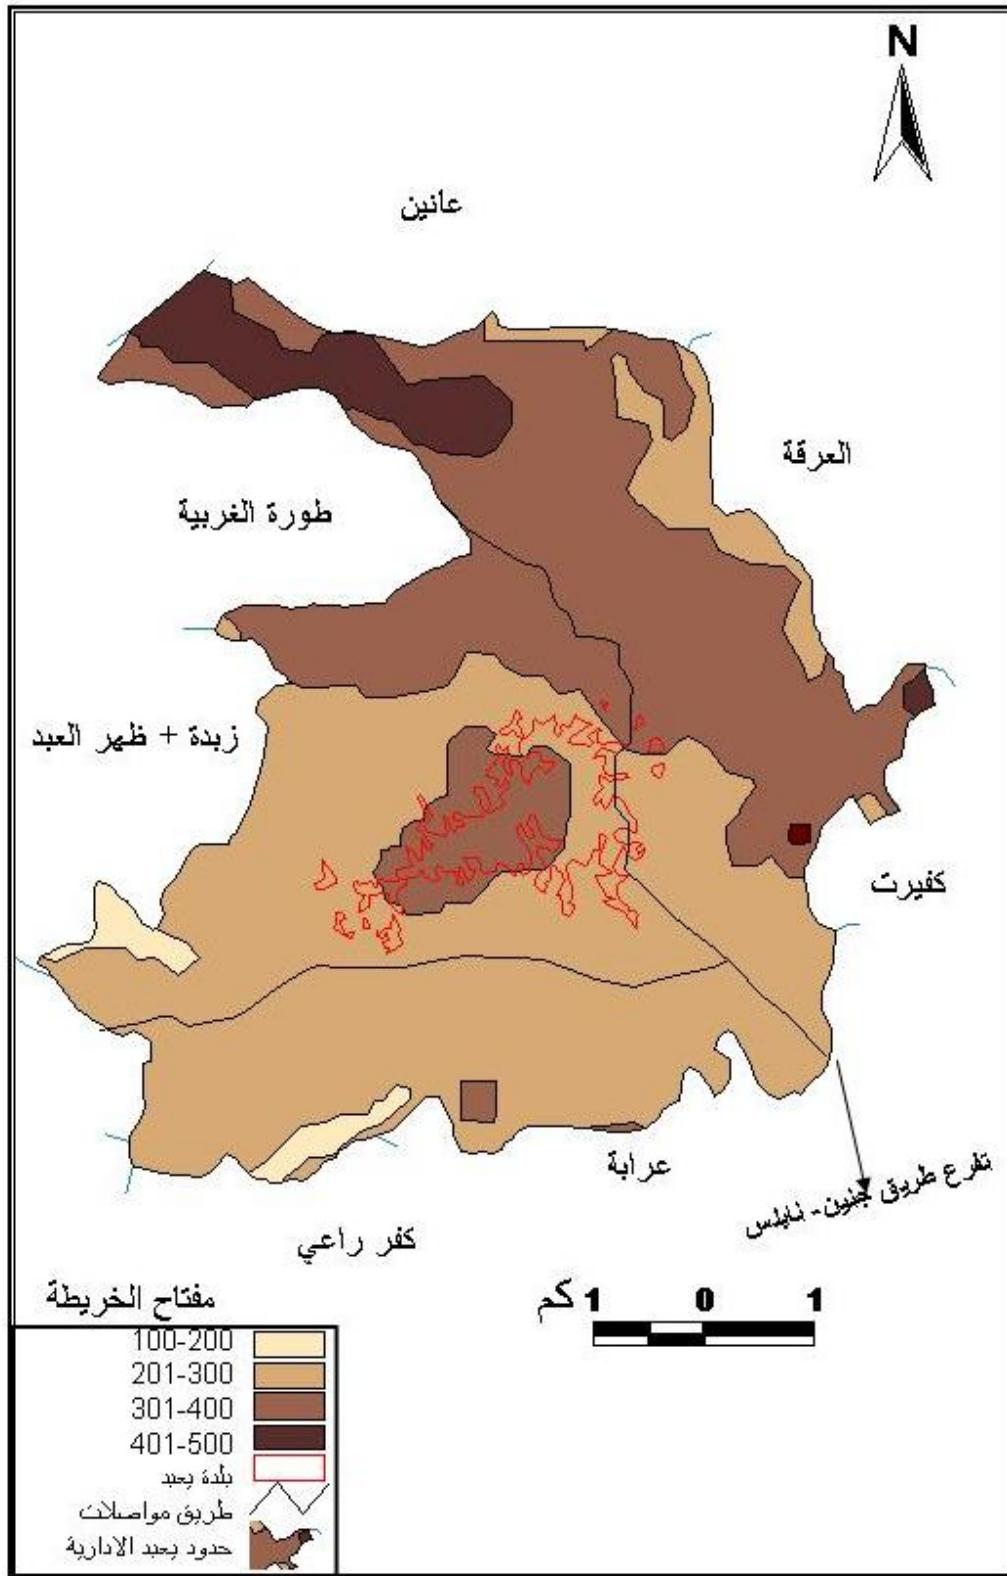 N
عانين
العرقة
طورة الغربية
زبدة + ظهر العبد
كفيرت
عرابة
تفرع طريق جنين- نابلس
كفر راعي
كم 1 0 1
مفتاح الخريطة
100-200
201-300
301-400
401-500
بلدة يعبد
طريق مواصلات
حدود يعبد الادارية